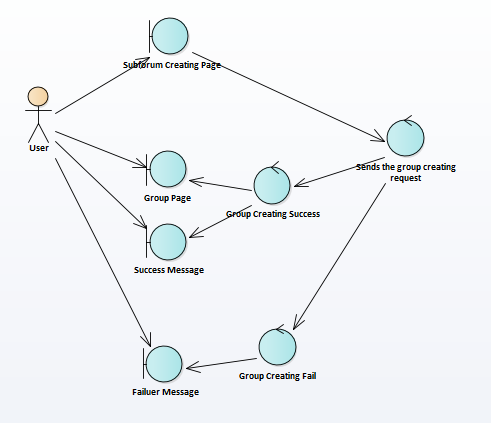 Subforum Creating Page
User
Sends the group creating
request
Group Page
Group Creating Success
Success Message
Group Creating Fail
Failuer Message